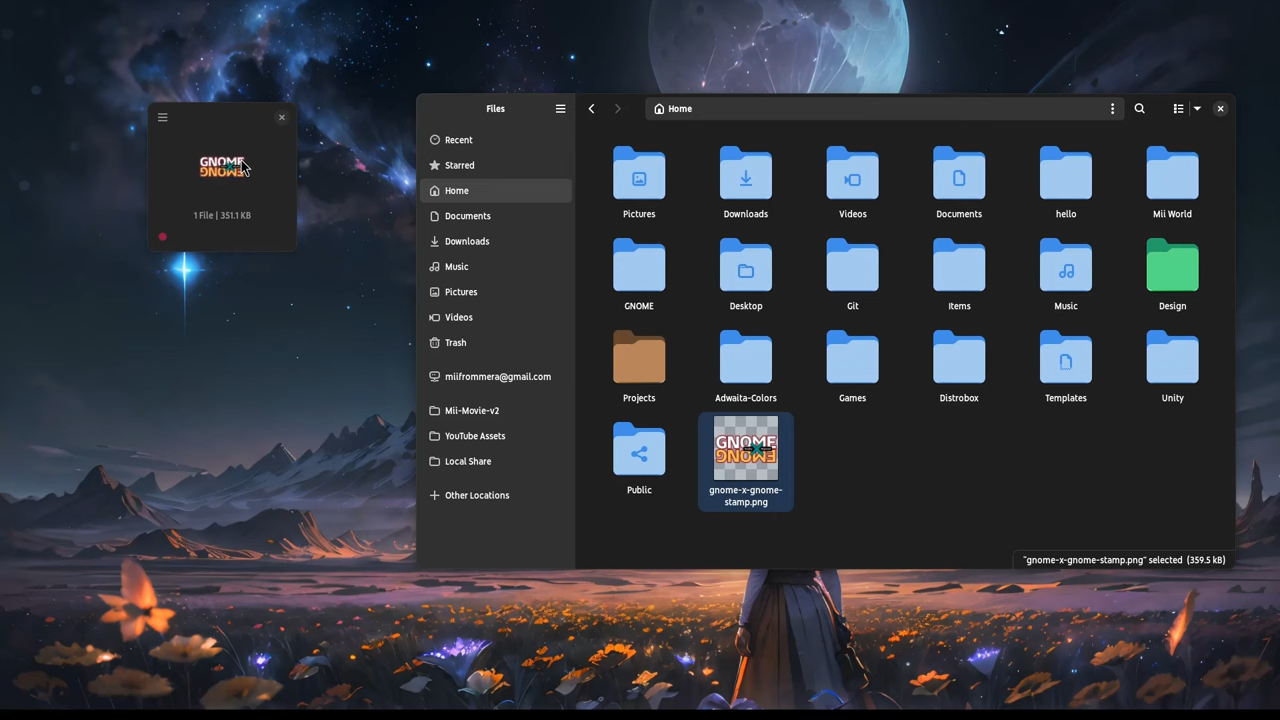 GNOME
GNOME
1 File | 351.1 KB
Files
Recent
Starred
Home
Documents
Downloads
Music
Pictures
Videos
Trash
miifrommera@gmail.com
Mii-Movie-v2
YouTube Assets
Local Share
Other Locations
Home
Pictures
Downloads
Videos
Documents
hello
Mii World
GNOME
Desktop
Git
Items
Music
Design
Projects
Adwaita-Colors
Games
Distrobox
Templates
Unity
Public
GNOME
GNOME
gnome-x-gnome-
stamp.png
"gnome-x-gnome-stamp.png" selected (359.5 kB)